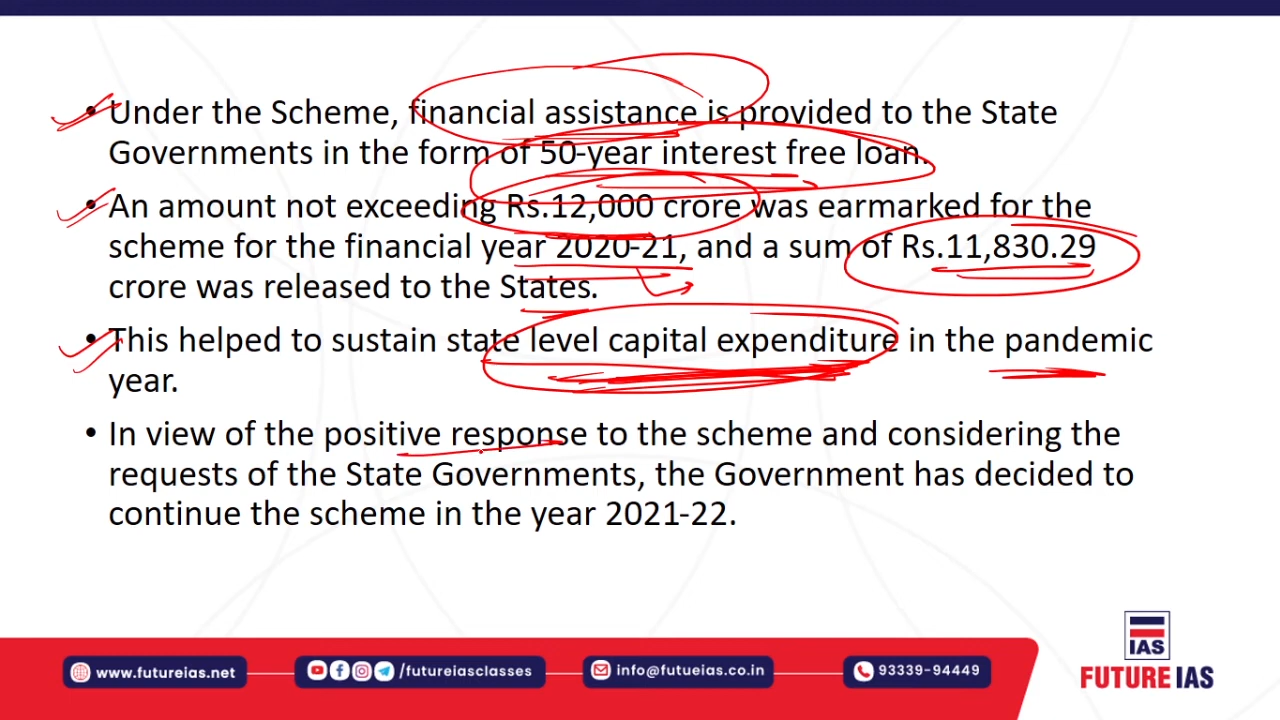 • Under the Scheme, financial assistance is provided to the State
Governments in the form of 50-year interest free loan.
• An amount not exceeding Rs.12,000 crore was earmarked for the
scheme for the financial year 2020-21, and a sum of Rs.11,830.29
crore was released to the States.
• This helped to sustain state level capital expenditure in the pandemic
year.
• In view of the positive response to the scheme and considering the
requests of the State Governments, the Government has decided to
continue the scheme in the year 2021-22.
IAS
www.futureias.net
/futureiasclasses
info@futueias.co.in
93339-94449
FUTURE IAS